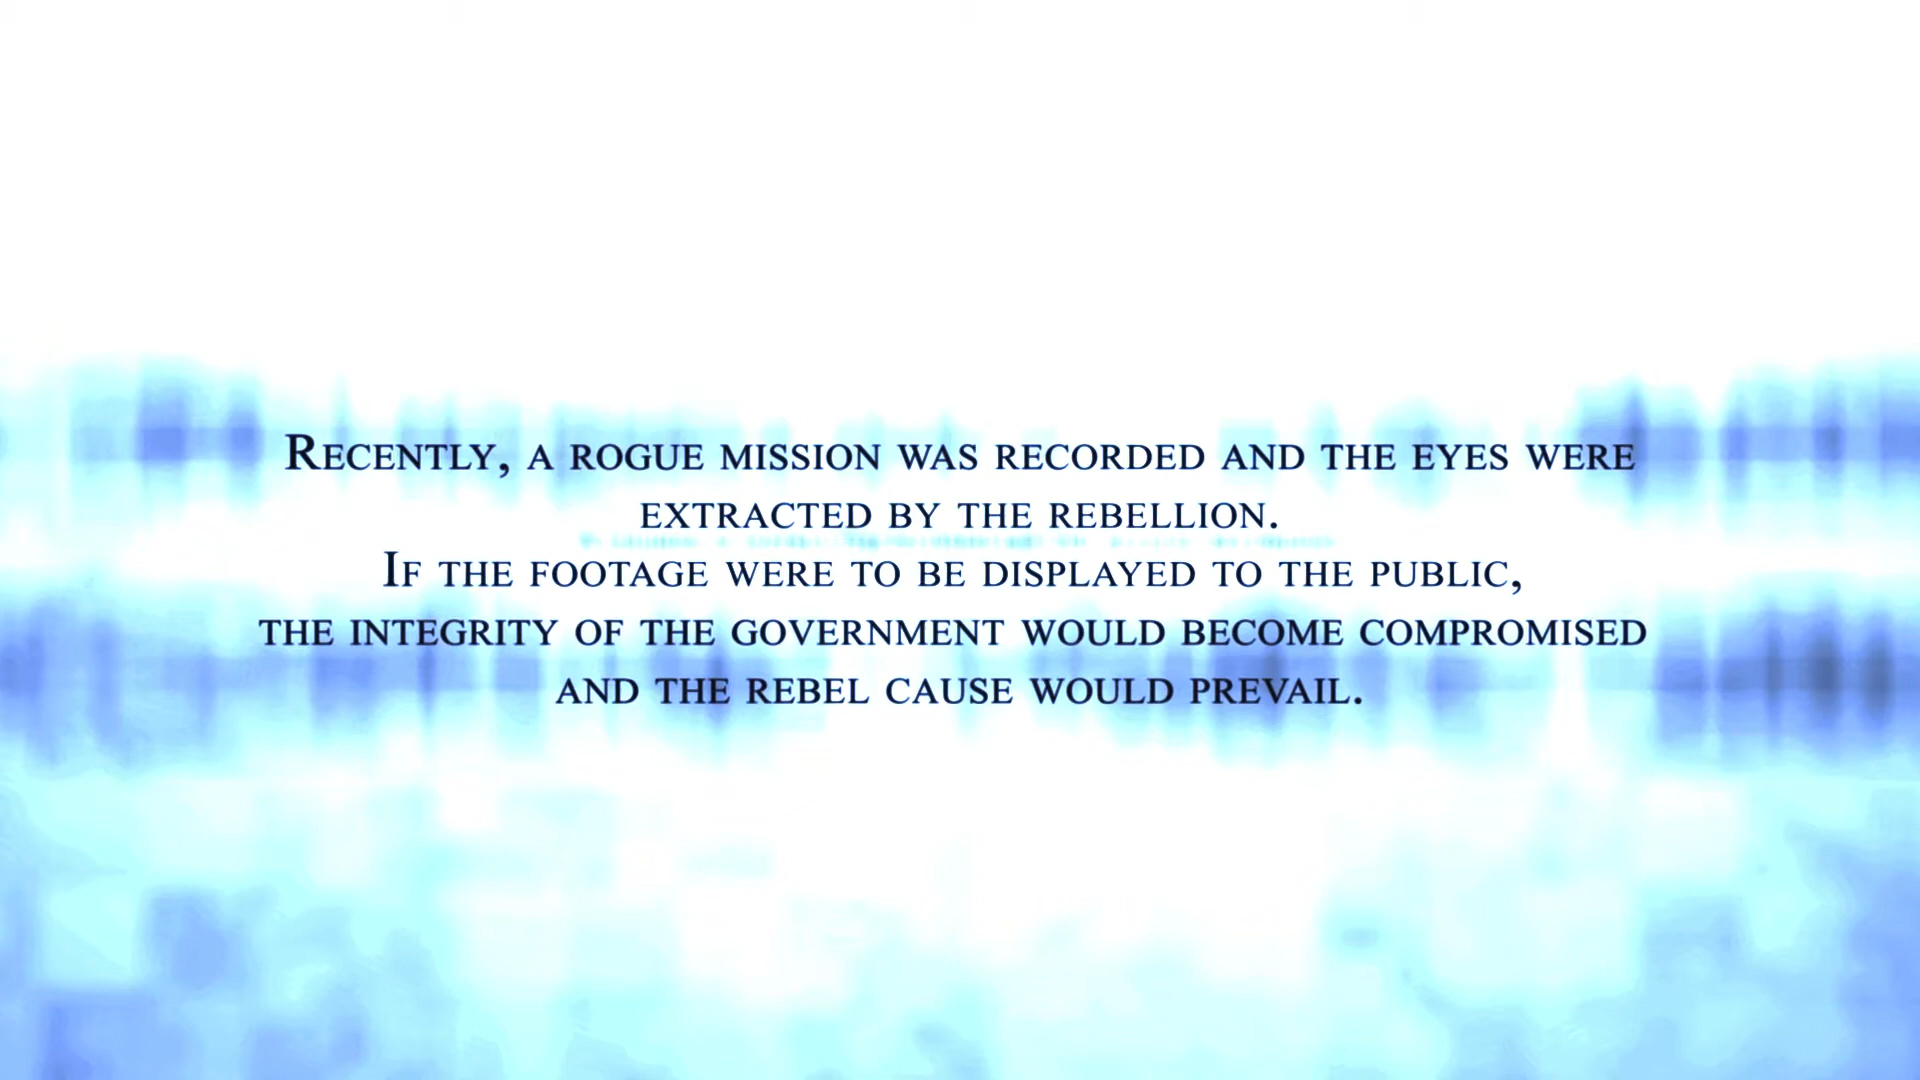 Recently, a rogue mission was recorded and the eyes were
extracted by the rebellion.
If the footage were to be displayed to the public,
the integrity of the government would become compromised
and the rebel cause would prevail.